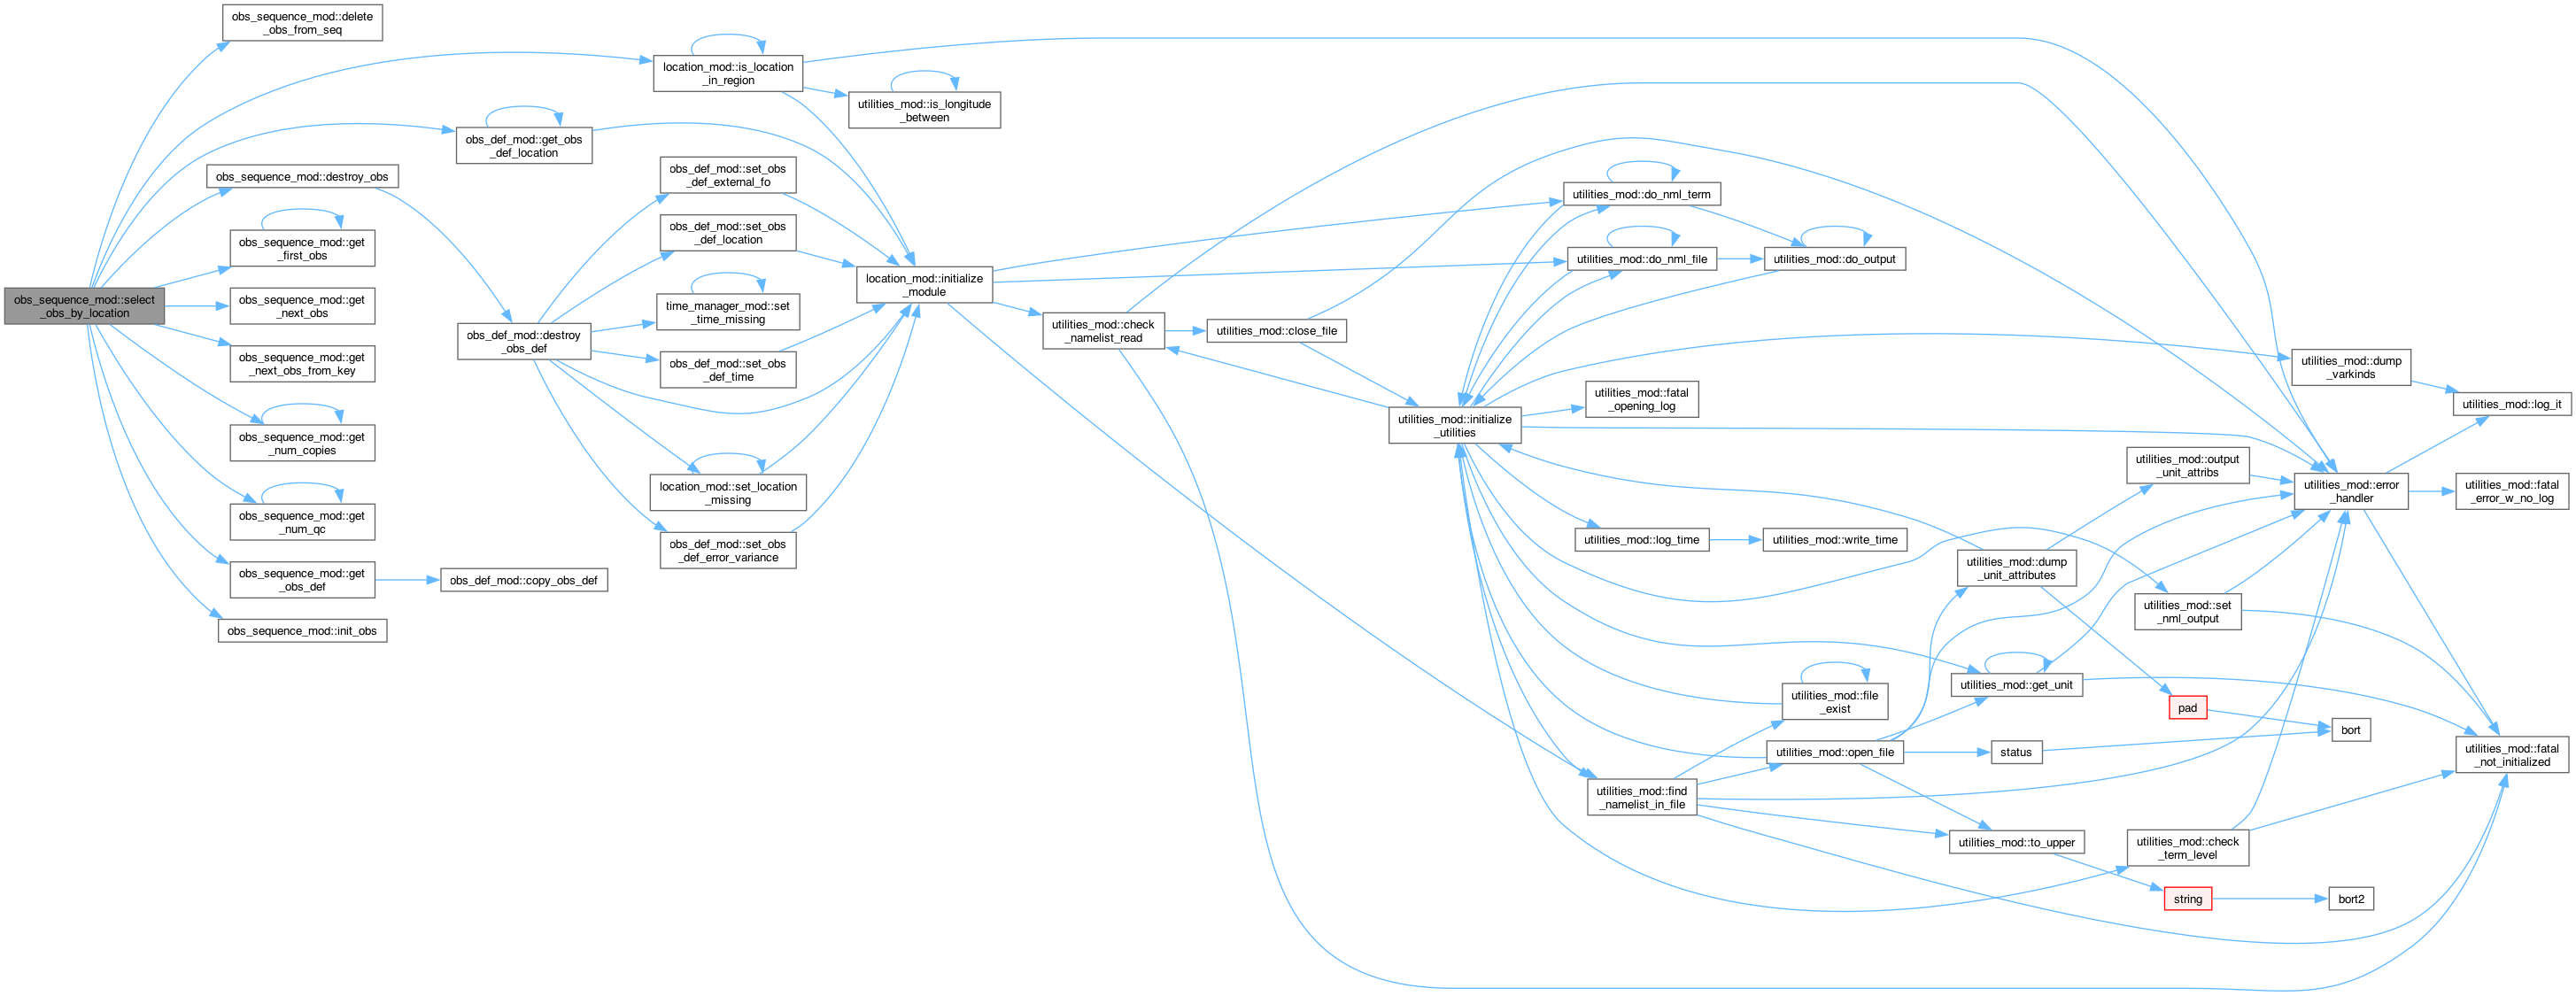 obs_sequence_mod::select
_obs_by_location
obs_sequence_mod::delete
_obs_from_seq
location_mod::is_location
_in_region
utilities_mod::is_longitude
_between
obs_def_mod::get_obs
_def_location
obs_sequence_mod::destroy_obs
obs_sequence_mod::get
_first_obs
obs_sequence_mod::get
_next_obs
obs_sequence_mod::get
_next_obs_from_key
obs_sequence_mod::get
_num_copies
obs_sequence_mod::get
_num_qc
obs_sequence_mod::get
_obs_def
obs_sequence_mod::init_obs
obs_def_mod::copy_obs_def
obs_def_mod::destroy
_obs_def
obs_def_mod::set_obs
_def_external_fo
obs_def_mod::set_obs
_def_location
time_manager_mod::set
_time_missing
obs_def_mod::set_obs
_def_time
location_mod::set_location
_missing
obs_def_mod::set_obs
_def_error_variance
location_mod::initialize
_module
utilities_mod::check
_namelist_read
utilities_mod::close_file
utilities_mod::initialize
_utilities
utilities_mod::do_nml_term
utilities_mod::do_nml_file
utilities_mod::do_output
utilities_mod::fatal
_opening_log
utilities_mod::log_time
utilities_mod::write_time
utilities_mod::file
_exist
utilities_mod::open_file
utilities_mod::find
_namelist_in_file
utilities_mod::dump
_unit_attributes
utilities_mod::get_unit
status
utilities_mod::to_upper
utilities_mod::output
_unit_attribs
utilities_mod::set
_nml_output
pad
utilities_mod::check
_term_level
string
utilities_mod::dump
_varkinds
utilities_mod::error
_handler
bort
bort2
utilities_mod::log_it
utilities_mod::fatal
_error_w_no_log
utilities_mod::fatal
_not_initialized